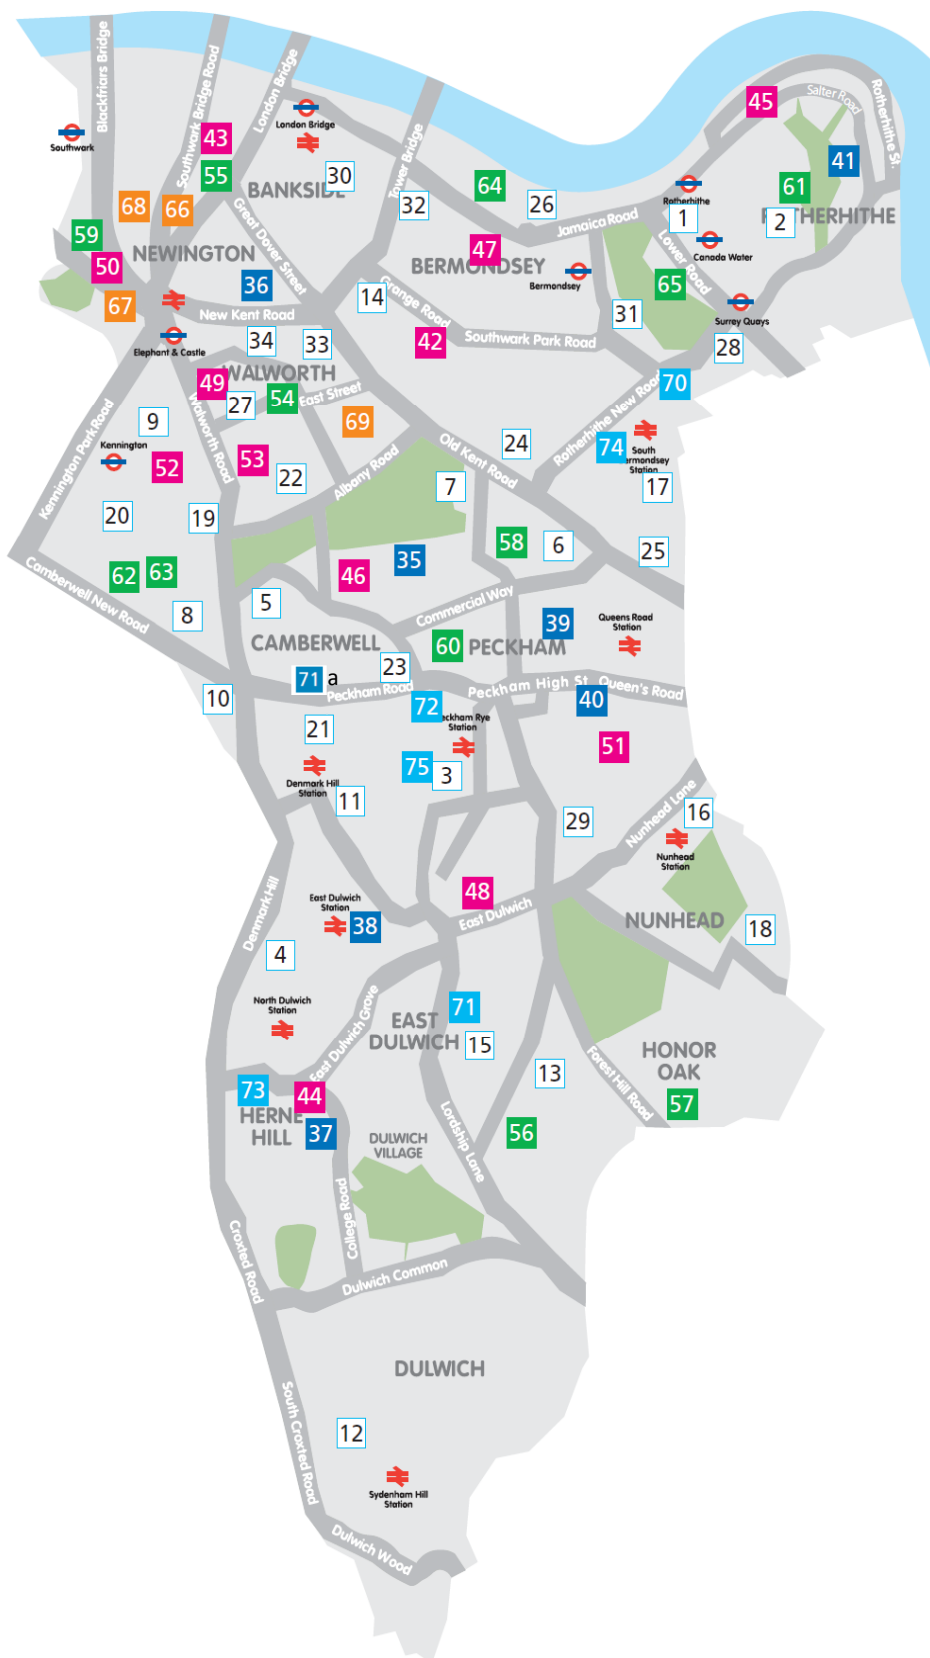 Blackfriars Bridge
Southwark Bridge Road
London Bridge
Southwark
43
London Bridge
Tower Bridge
45
Salter Road
Rotherhithe St.
41
55
30
BANKSIDE
64
26
32
Rotherhithe
61
1
2
ROTHERHITHE
68
66
59
NEWINGTON
Great Dover Street
Jamaica Road
Lower Road
Canada Water
47
BERMONDSEY
50
36
Bermondsey
65
67
New Kent Road
14
Grange Road
31
Surrey Quays
Elephant & Castle
34
33
42
Southwark Park Road
28
WALWORTH
49
27
54
East Street
70
Rotherhithe New Road
Kennington Park Road
Walworth Road
9
69
Old Kent Road
24
74
South
Bermondsey
Station
Kennington
52
53
22
Albany Road
7
17
20
19
58
6
25
62
63
46
35
Camberwell New Road
8
5
Commercial Way
39
Queens Road
Station
CAMBERWELL
60
PECKHAM
23
71
a
Peckham Road
Peckham High St
Queen's Road
10
72
40
21
Peckham Rye
Station
51
Denmark Hill
Station
75
3
11
29
Nunhead Lane
16
Nunhead
Station
48
East Dulwich
Station
38
East Dulwich
NUNHEAD
18
Denmark Hill
4
North Dulwich
Station
71
EAST
DULWICH
15
East Dulwich Grove
HONOR
OAK
13
Forest Hill Road
73
44
57
HERNE
HILL
37
56
DULWICH
VILLAGE
Lordship Lane
College Road
Croxted Road
Dulwich Common
DULWICH
South Croxted Road
12
Sydenham Hill
Station
Dulwich Wood